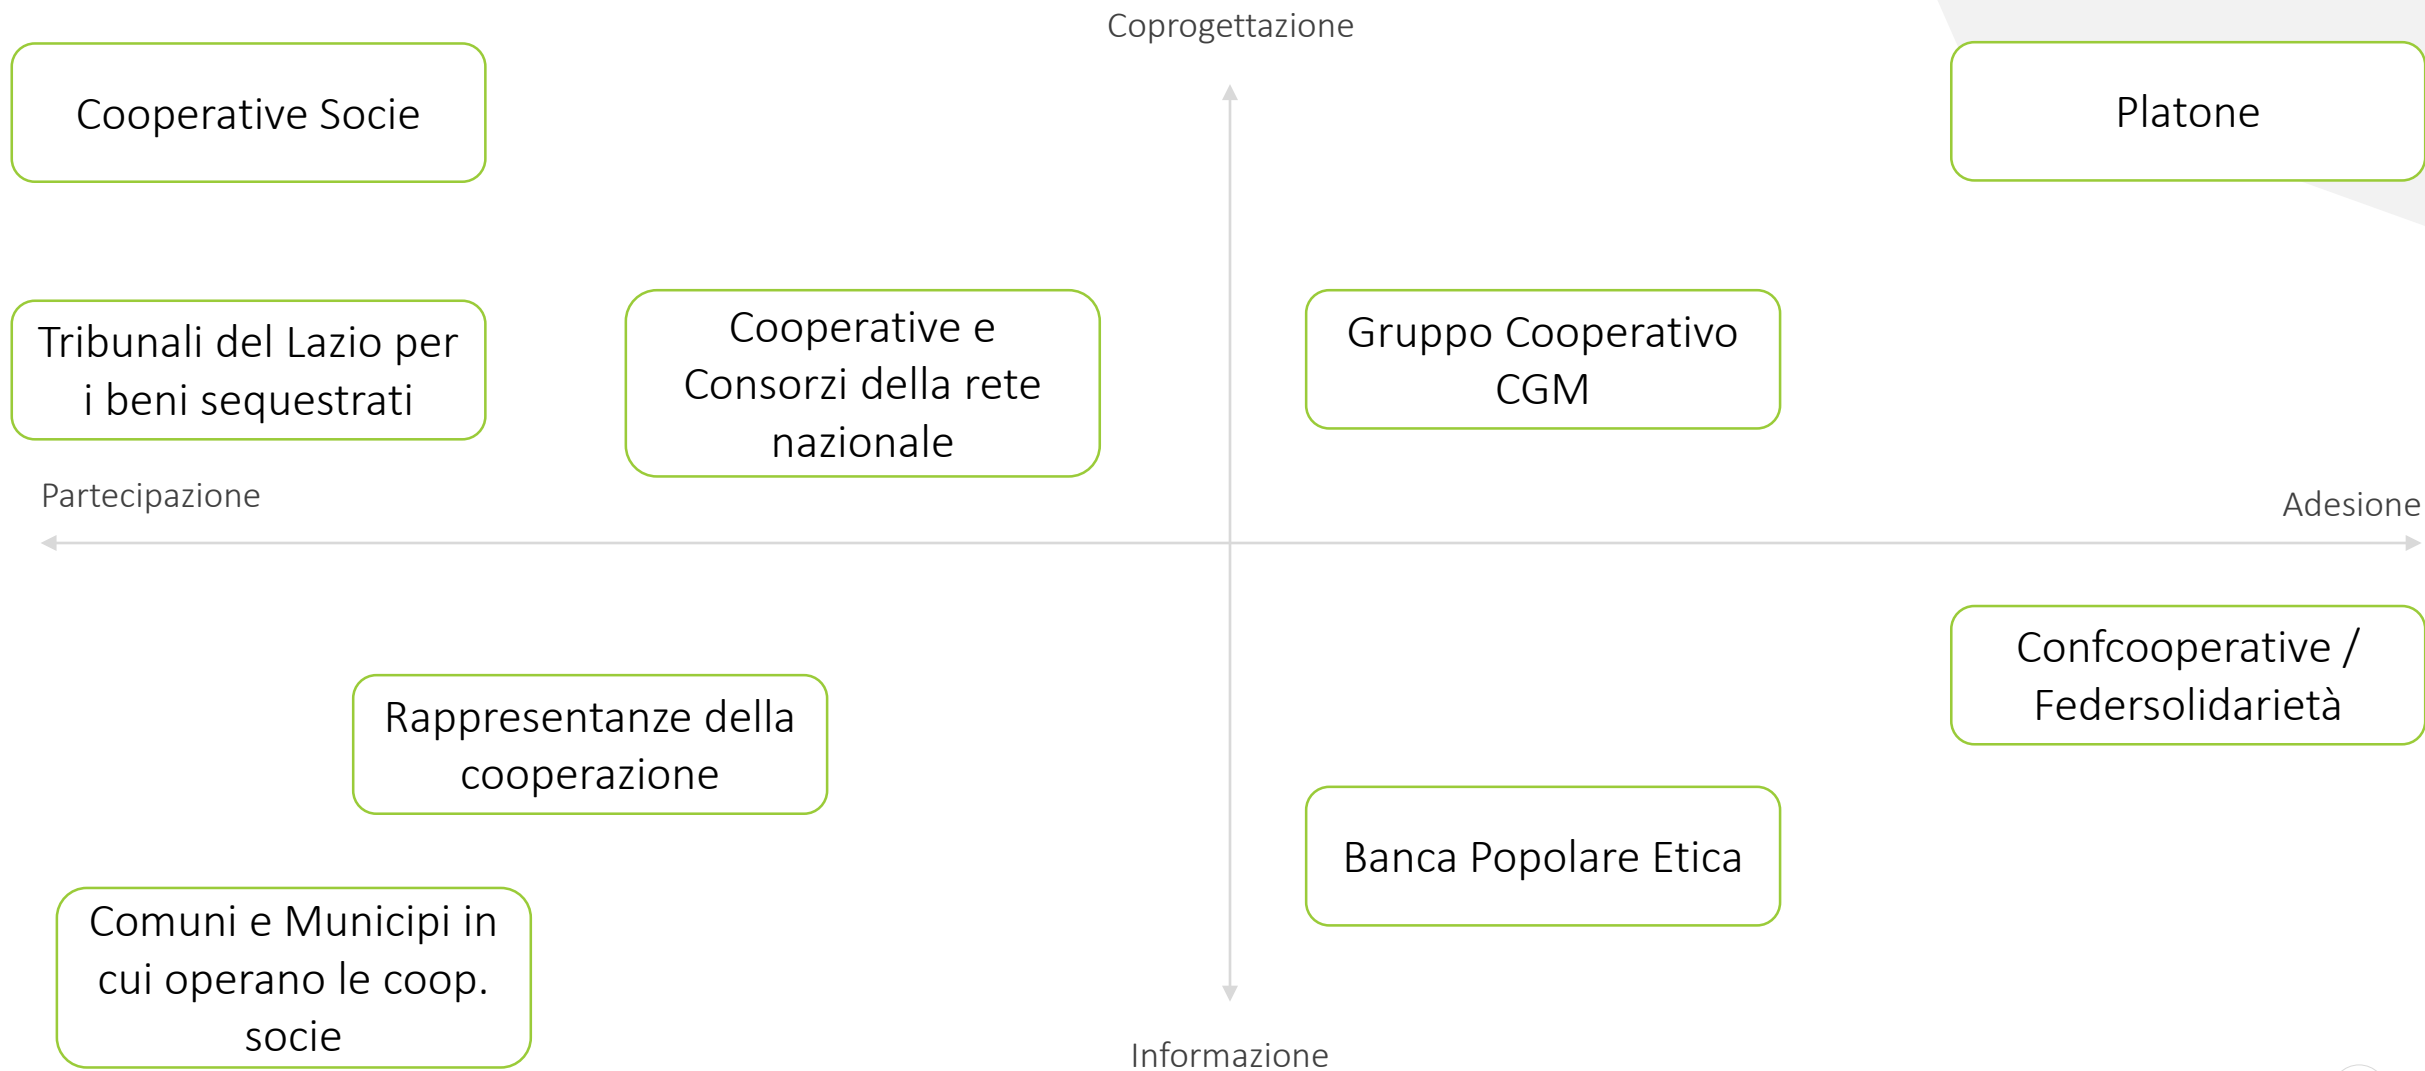 Coprogettazione
Cooperative Socie
Platone
Tribunali del Lazio per
i beni sequestrati
Cooperative e
Consorzi della rete
nazionale
Gruppo Cooperativo
CGM
Partecipazione
Adesione
Rappresentanze della
cooperazione
Confcooperative /
Federsolidarietà
Banca Popolare Etica
Comuni e Municipi in
cui operano le coop.
socie
Informazione